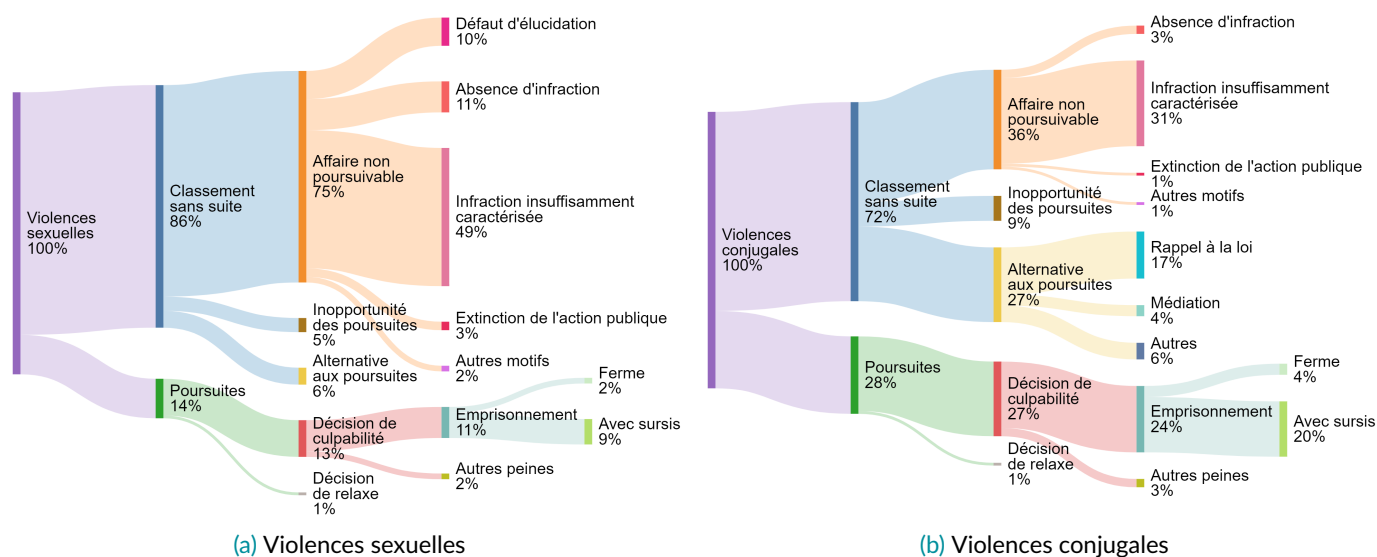 Violences
sexuelles
100%
Classement
sans suite
86%
Affaire non
poursuivable
75%
Défaut d'élucidation
10%
Absence d'infraction
11%
Infraction insuffisamment
caractérisée
49%
Extinction de l'action publique
3%
Autres motifs
2%
Inopportunité
des poursuites
5%
Alternative
aux poursuites
6%
Poursuites
14%
Décision de
culpabilité
13%
Emprisonnement
11%
Ferme
2%
Avec sursis
9%
Autres peines
2%
Décision
de relaxe
1%
(a) Violences sexuelles
Violences
conjugales
100%
Classement
sans suite
72%
Affaire non
poursuivable
36%
Absence d'infraction
3%
Infraction insuffisamment
caractérisée
31%
Extinction de l'action publique
1%
Autres motifs
1%
Inopportunité
des poursuites
9%
Alternative
aux poursuites
27%
Rappel à la loi
17%
Médiation
4%
Autres
6%
Poursuites
28%
Décision de
culpabilité
27%
Emprisonnement
24%
Ferme
4%
Avec sursis
20%
Autres peines
3%
Décision
de relaxe
1%
(b) Violences conjugales